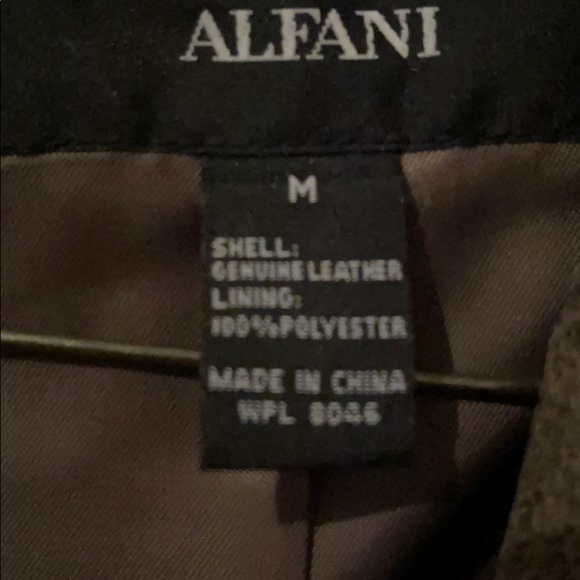 ALFANI
M
SHELL:
GENUINE LEATHER
LINING:
100% POLYESTER
MADE IN CHINA
WPL 8046